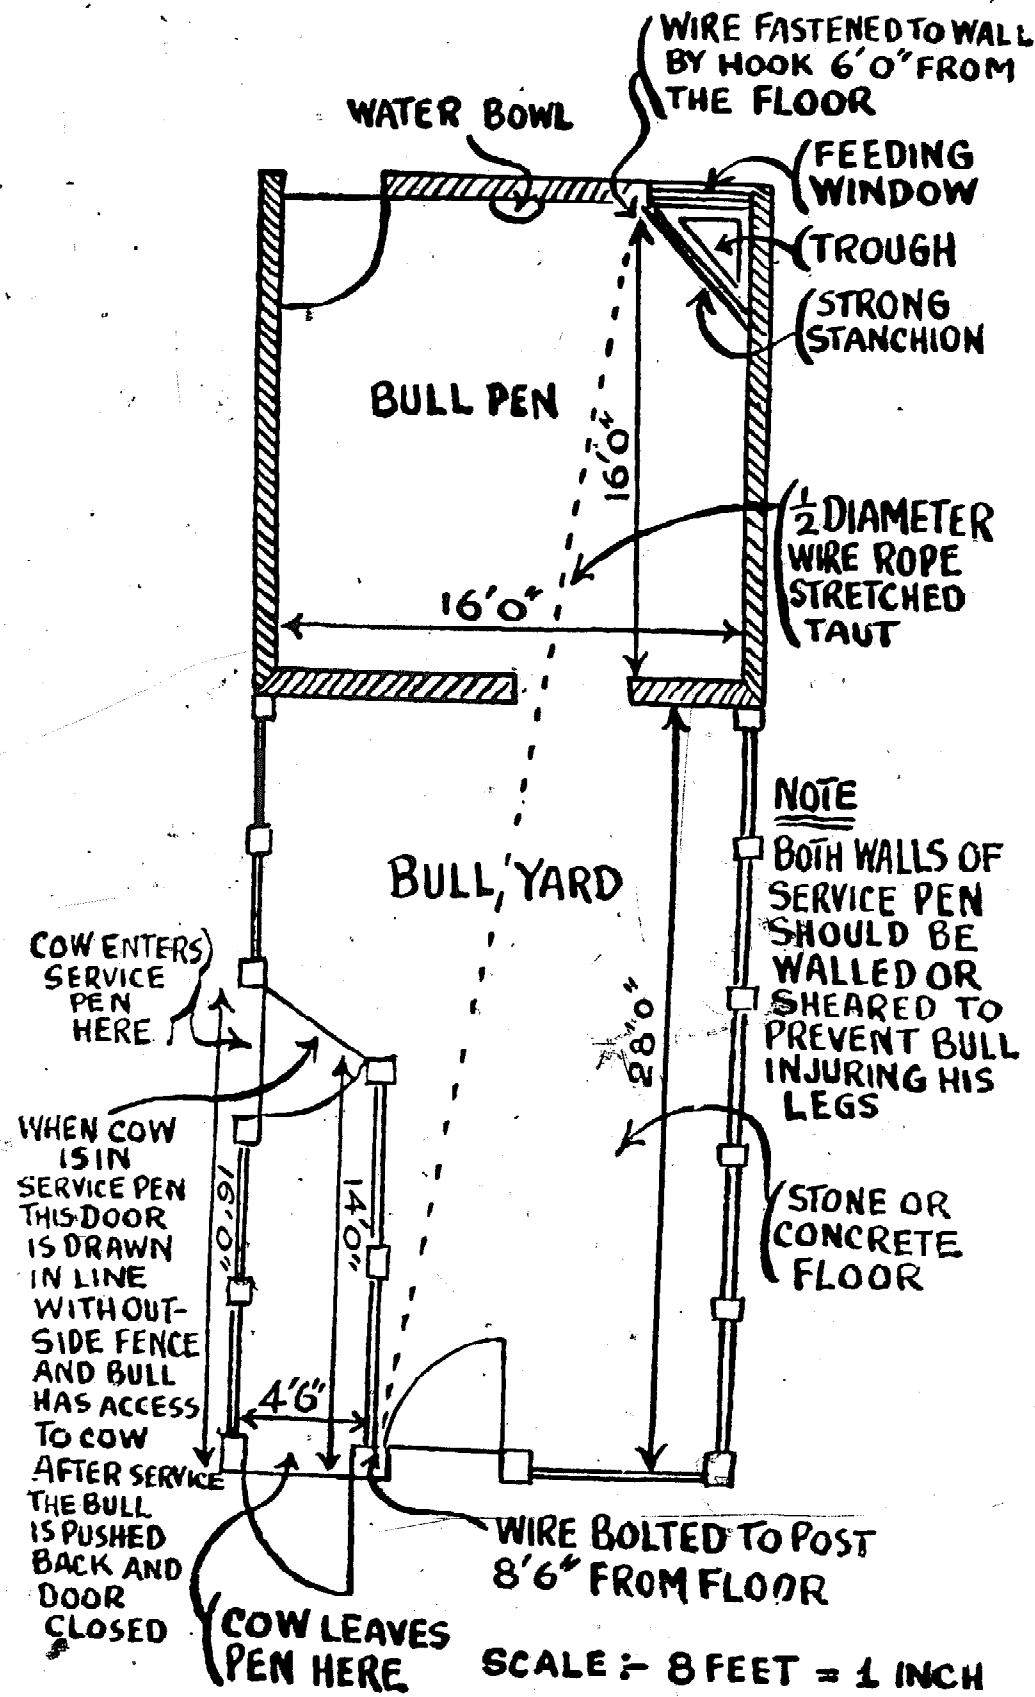 WIRE FASTENED TO WALL
BY HOOK 6'0" FROM
THE FLOOR
WATER BOWL
FEEDING
WINDOW
TROUGH
STRONG
STANCHION
BULL PEN
16'0"
½ DIAMETER
WIRE ROPE
STRETCHED
TAUT
16'0"
NOTE
BOTH WALLS OF
SERVICE PEN
SHOULD BE
WALLED OR
SHEARED TO
PREVENT BULL
INJURING HIS
LEGS
BULL YARD
COW ENTERS
SERVICE
PEN
HERE
28'0"
WHEN COW
IS IN
SERVICE PEN
THIS DOOR
IS DRAWN
IN LINE
WITH OUT-
SIDE FENCE
AND BULL
HAS ACCESS
TO COW
AFTER SERVICE
THE BULL
IS PUSHED
BACK AND
DOOR
CLOSED
16'0"
14'0"
STONE OR
CONCRETE
FLOOR
4'6"
WIRE BOLTED TO POST
8'6" FROM FLOOR
COW LEAVES
PEN HERE
SCALE :- 8 FEET = 1 INCH